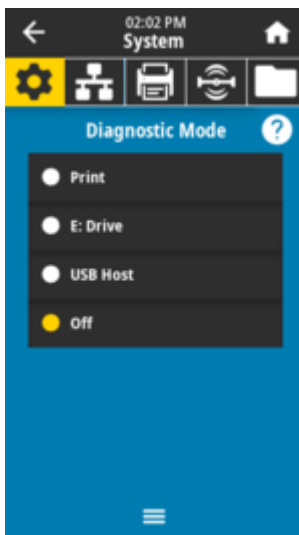 02:02 PM
System
Diagnostic Mode ?
Print
E: Drive
USB Host
Off